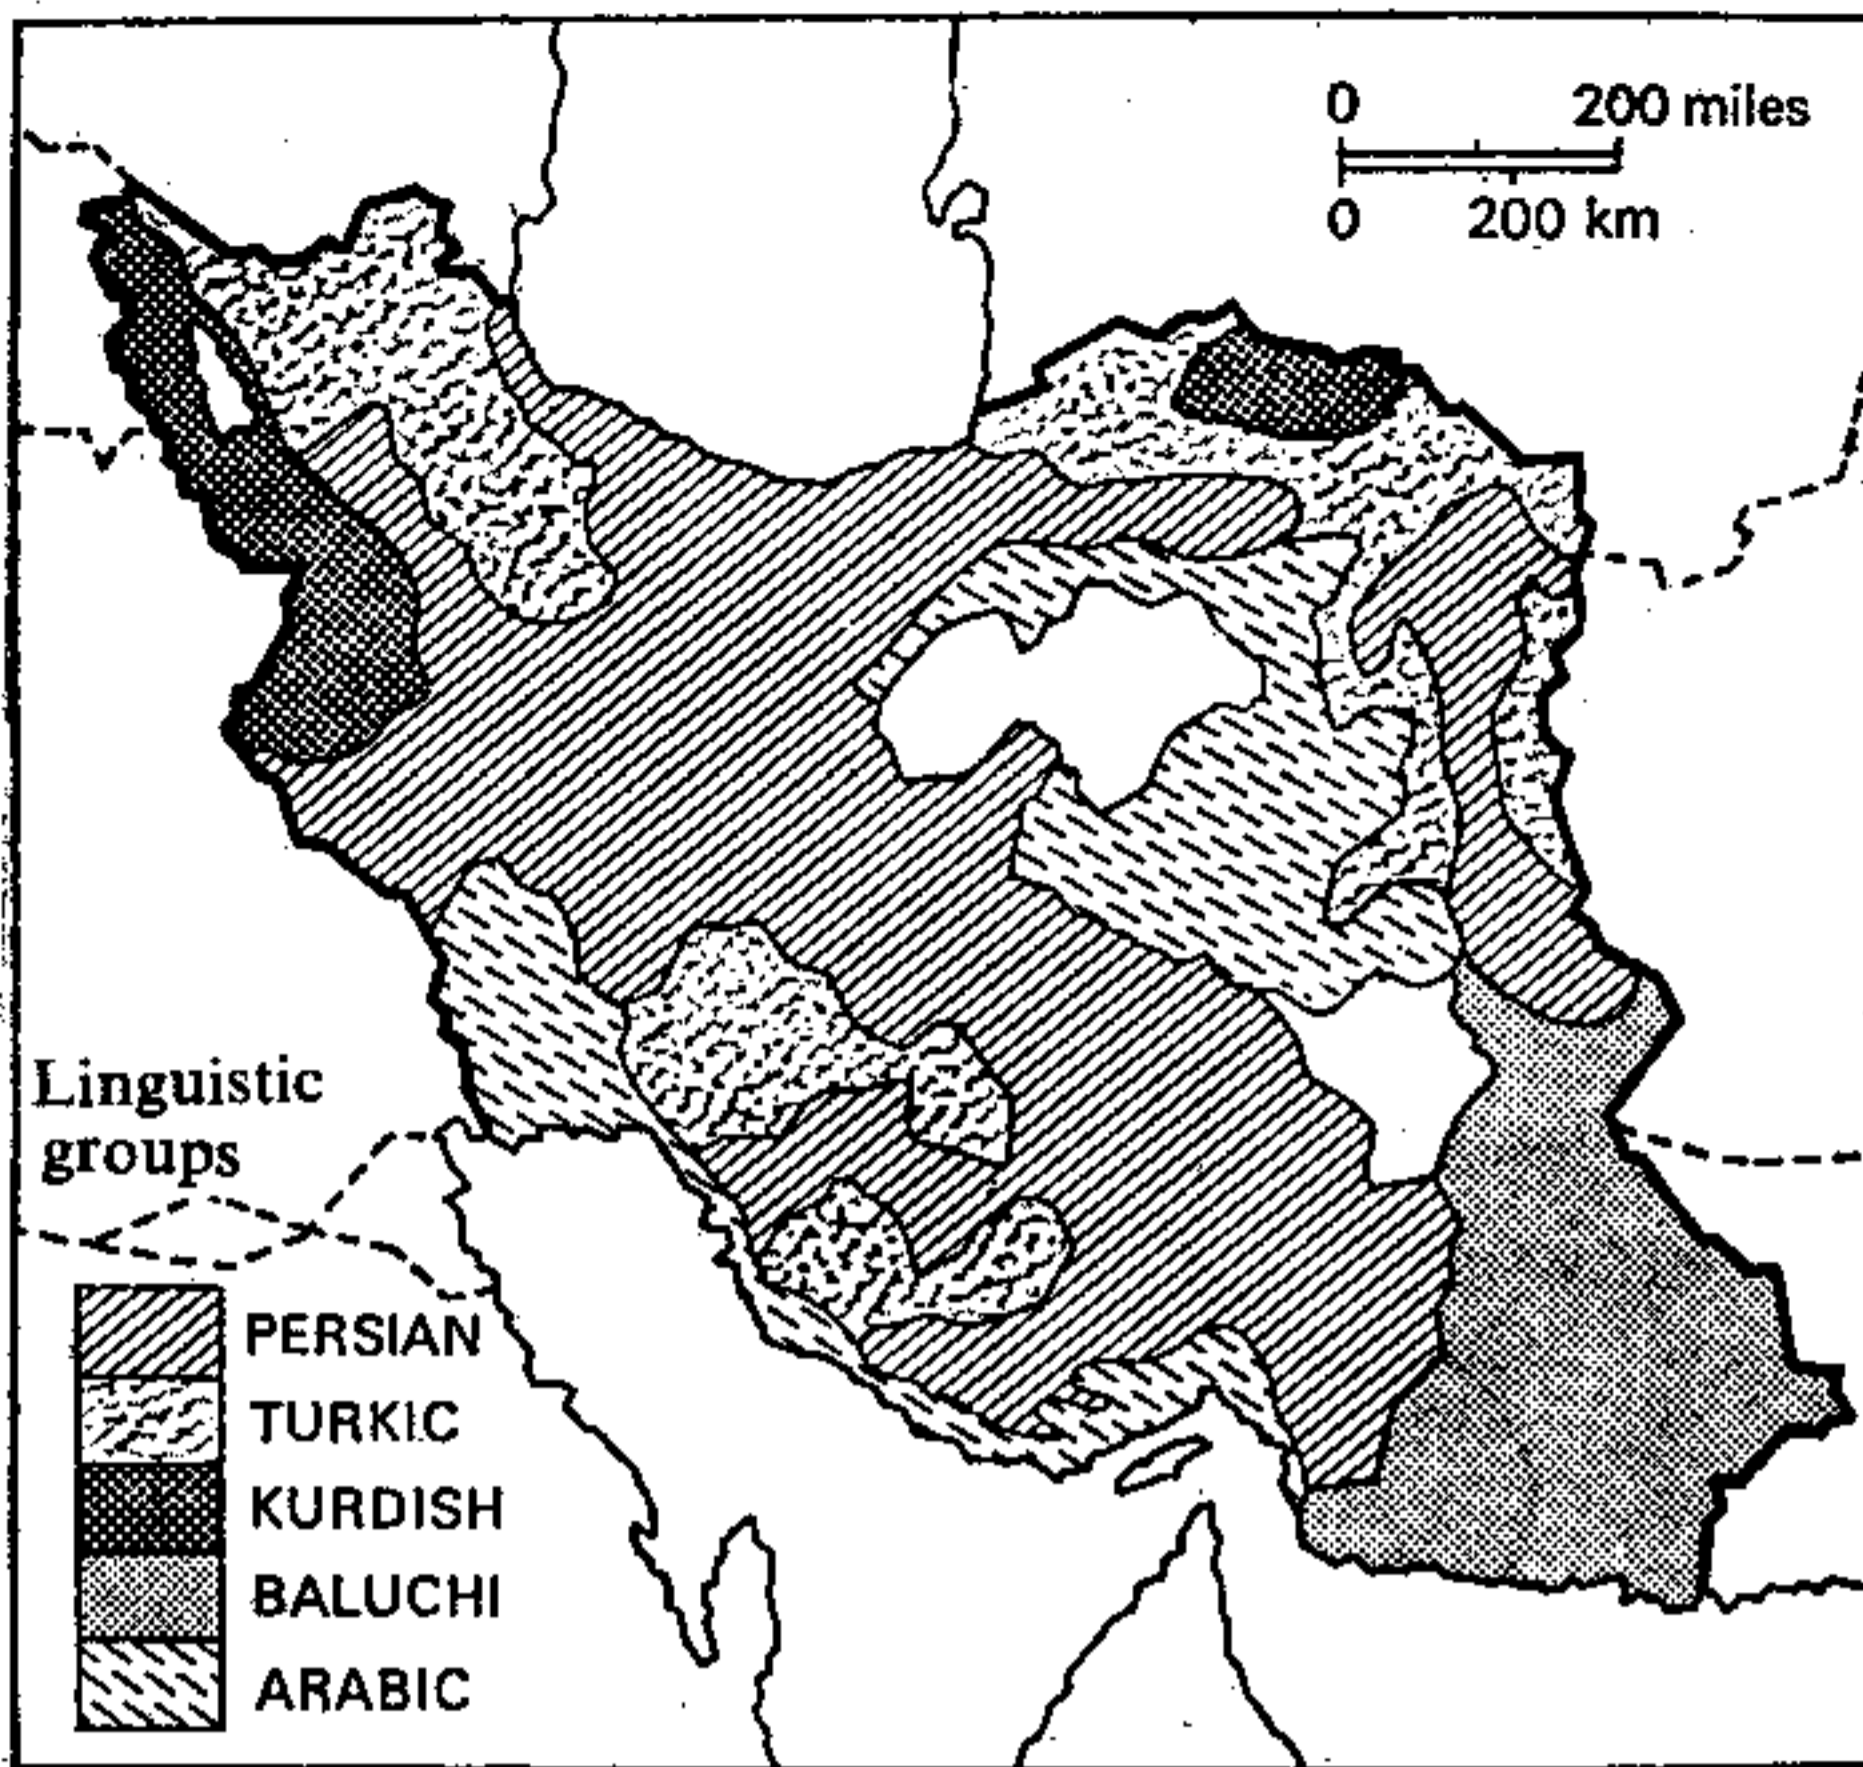 0 200 miles
0 200 km
Linguistic
groups
PERSIAN
TURKIC
KURDISH
BALUCHI
ARABIC